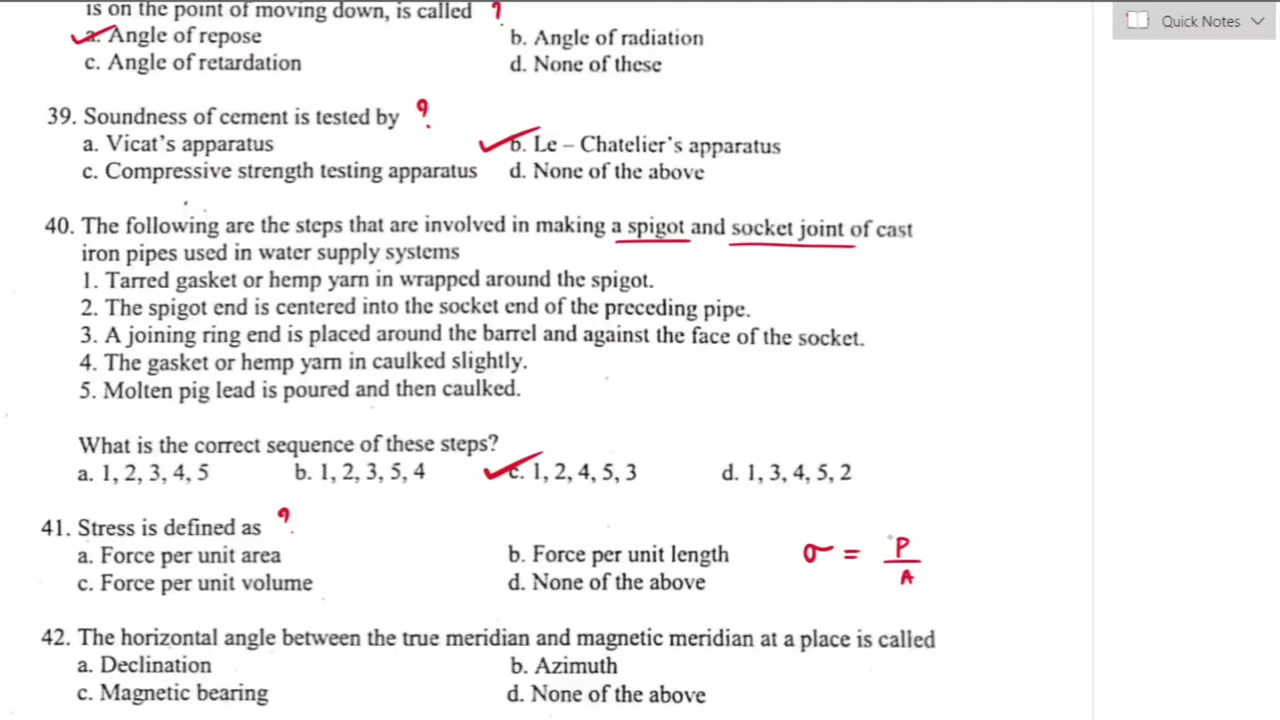 is on the point of moving down, is called ?
Quick Notes
a. Angle of repose b. Angle of radiation
c. Angle of retardation d. None of these
39. Soundness of cement is tested by ?
a. Vicat's apparatus b. Le – Chatelier's apparatus
c. Compressive strength testing apparatus d. None of the above
40. The following are the steps that are involved in making a spigot and socket joint of cast
iron pipes used in water supply systems
1. Tarred gasket or hemp yarn in wrapped around the spigot.
2. The spigot end is centered into the socket end of the preceding pipe.
3. A joining ring end is placed around the barrel and against the face of the socket.
4. The gasket or hemp yarn in caulked slightly.
5. Molten pig lead is poured and then caulked.
What is the correct sequence of these steps?
a. 1, 2, 3, 4, 5 b. 1, 2, 3, 5, 4 c. 1, 2, 4, 5, 3 d. 1, 3, 4, 5, 2
41. Stress is defined as ?
a. Force per unit area b. Force per unit length σ = P/A
c. Force per unit volume d. None of the above
42. The horizontal angle between the true meridian and magnetic meridian at a place is called
a. Declination b. Azimuth
c. Magnetic bearing d. None of the above